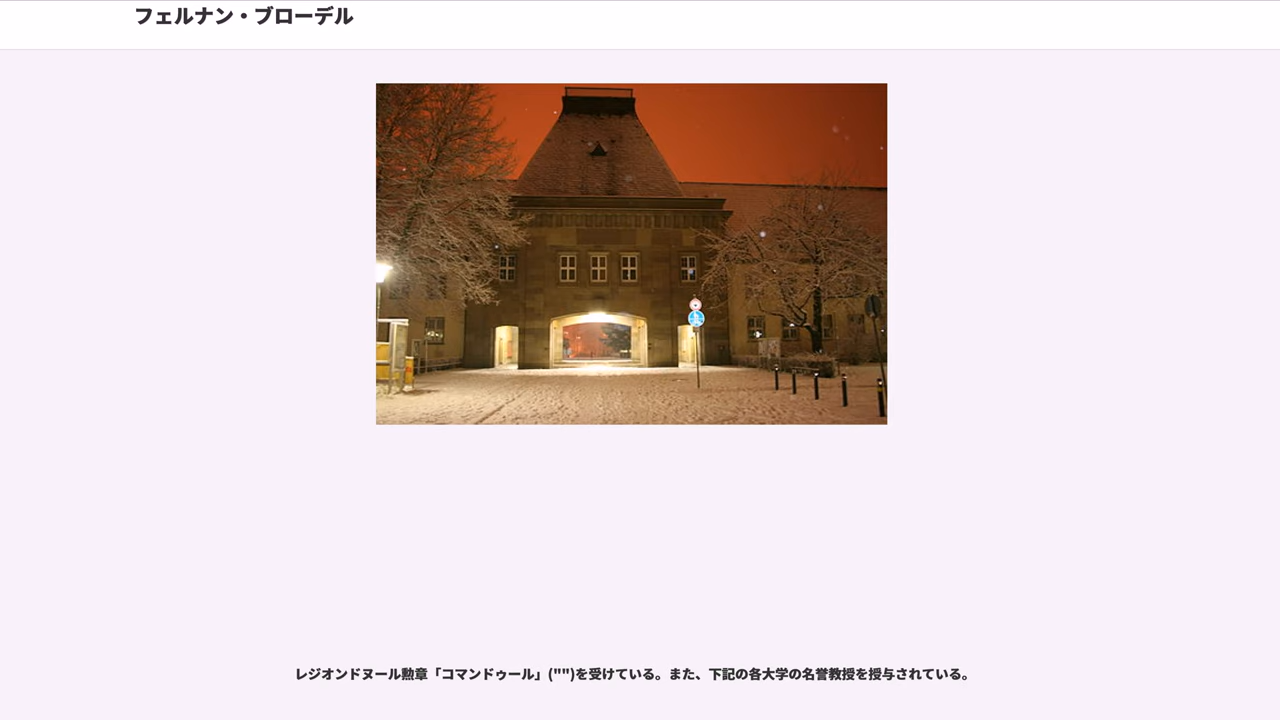 フェルナン・ブローデル
レジオンドヌール勲章「コマンドゥール」("")を受けている。また、下記の各大学の名誉教授を授与されている。